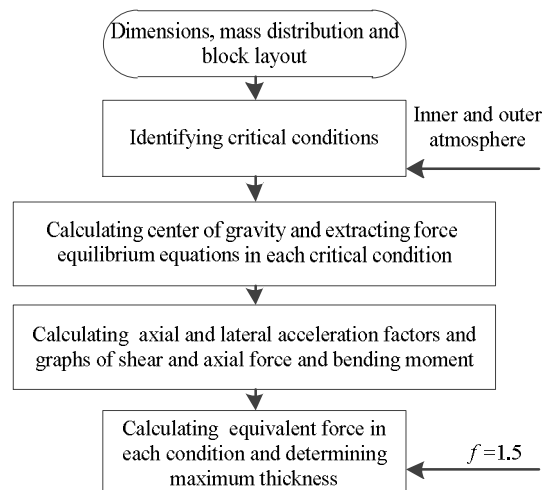 Dimensions, mass distribution and
block layout
Identifying critical conditions
Inner and outer
atmosphere
Calculating center of gravity and extracting force
equilibrium equations in each critical condition
Calculating axial and lateral acceleration factors and
graphs of shear and axial force and bending moment
Calculating equivalent force in
each condition and determining
maximum thickness
f=1.5